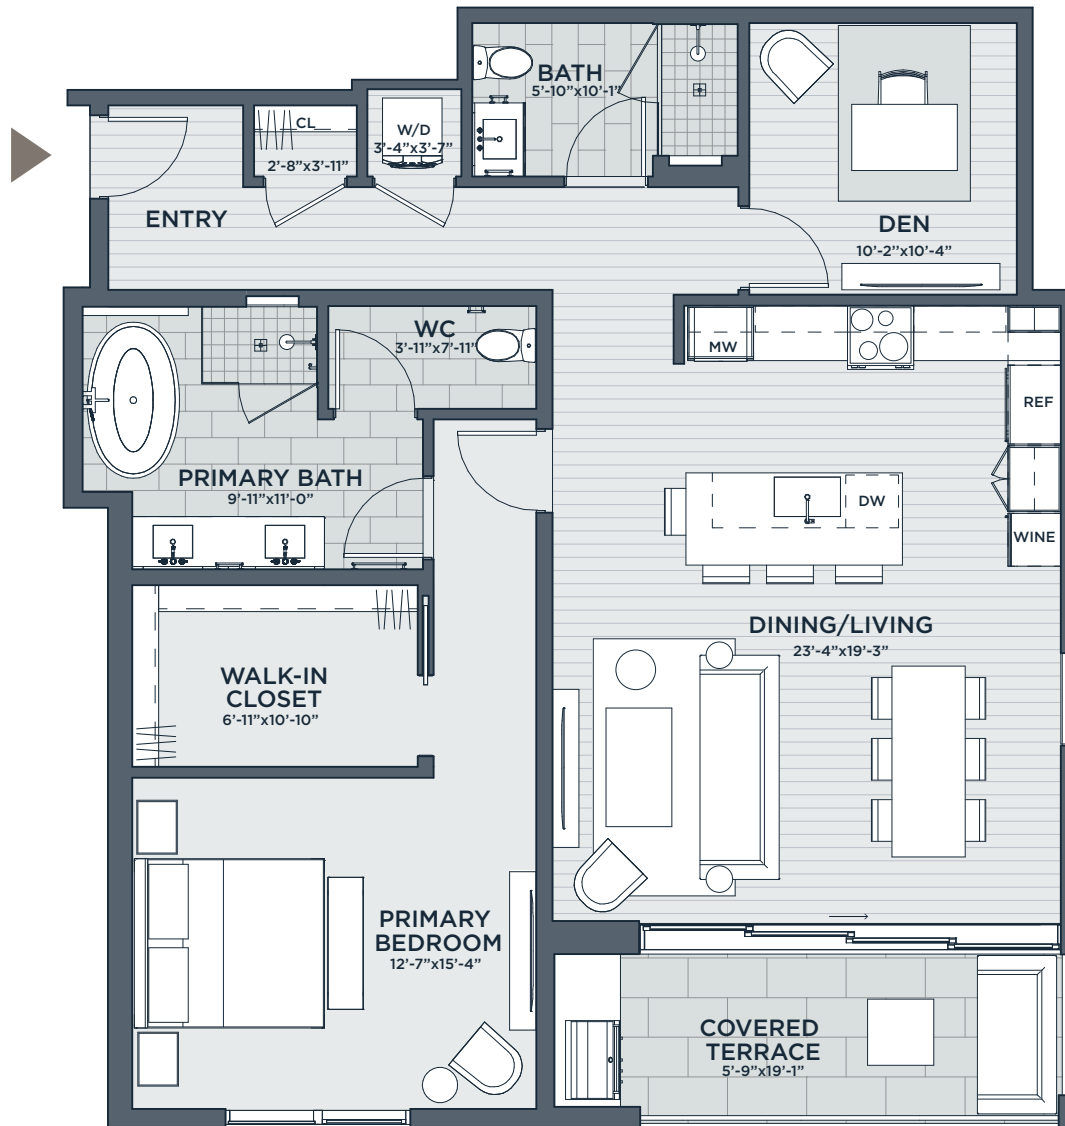 BATH
5'-10"x10'-1"
CL
2'-8"x3'-11"
W/D
3'-4"x3'-7"
ENTRY
DEN
10'-2"x10'-4"
WC
3'-11"x7'-11"
MW
REF
PRIMARY BATH
9'-11"x11'-0"
DW
WINE
DINING/LIVING
23'-4"x19'-3"
WALK-IN
CLOSET
6'-11"x10'-10"
PRIMARY
BEDROOM
12'-7"x15'-4"
COVERED
TERRACE
5'-9"x19'-1"